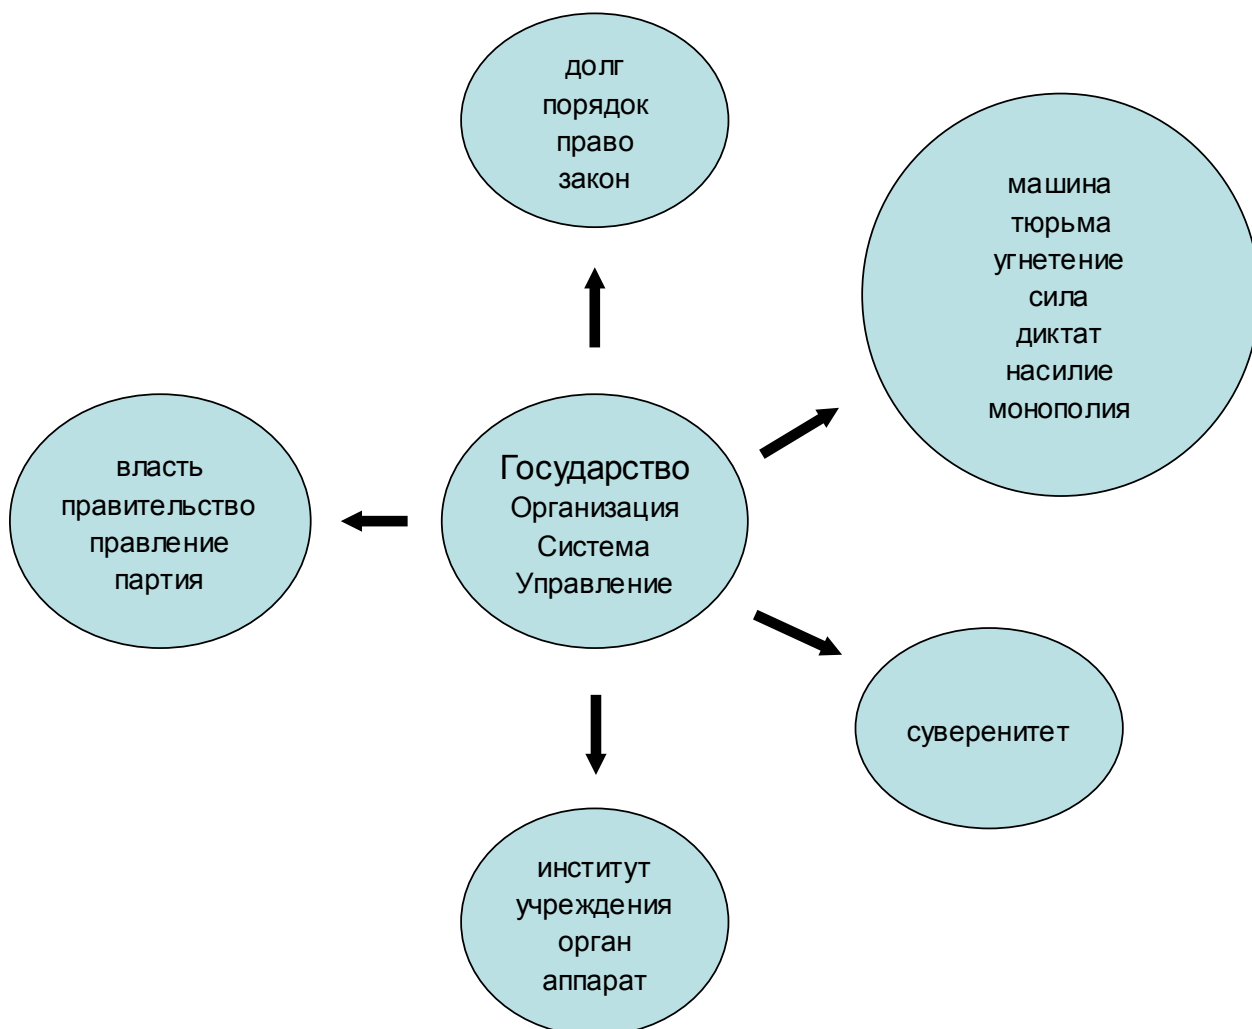 долг
порядок
право
закон
машина
тюрьма
угнетение
сила
диктат
насилие
монополия
власть
правительство
правление
партия
Государство
Организация
Система
Управление
суверенитет
институт
учреждения
орган
аппарат